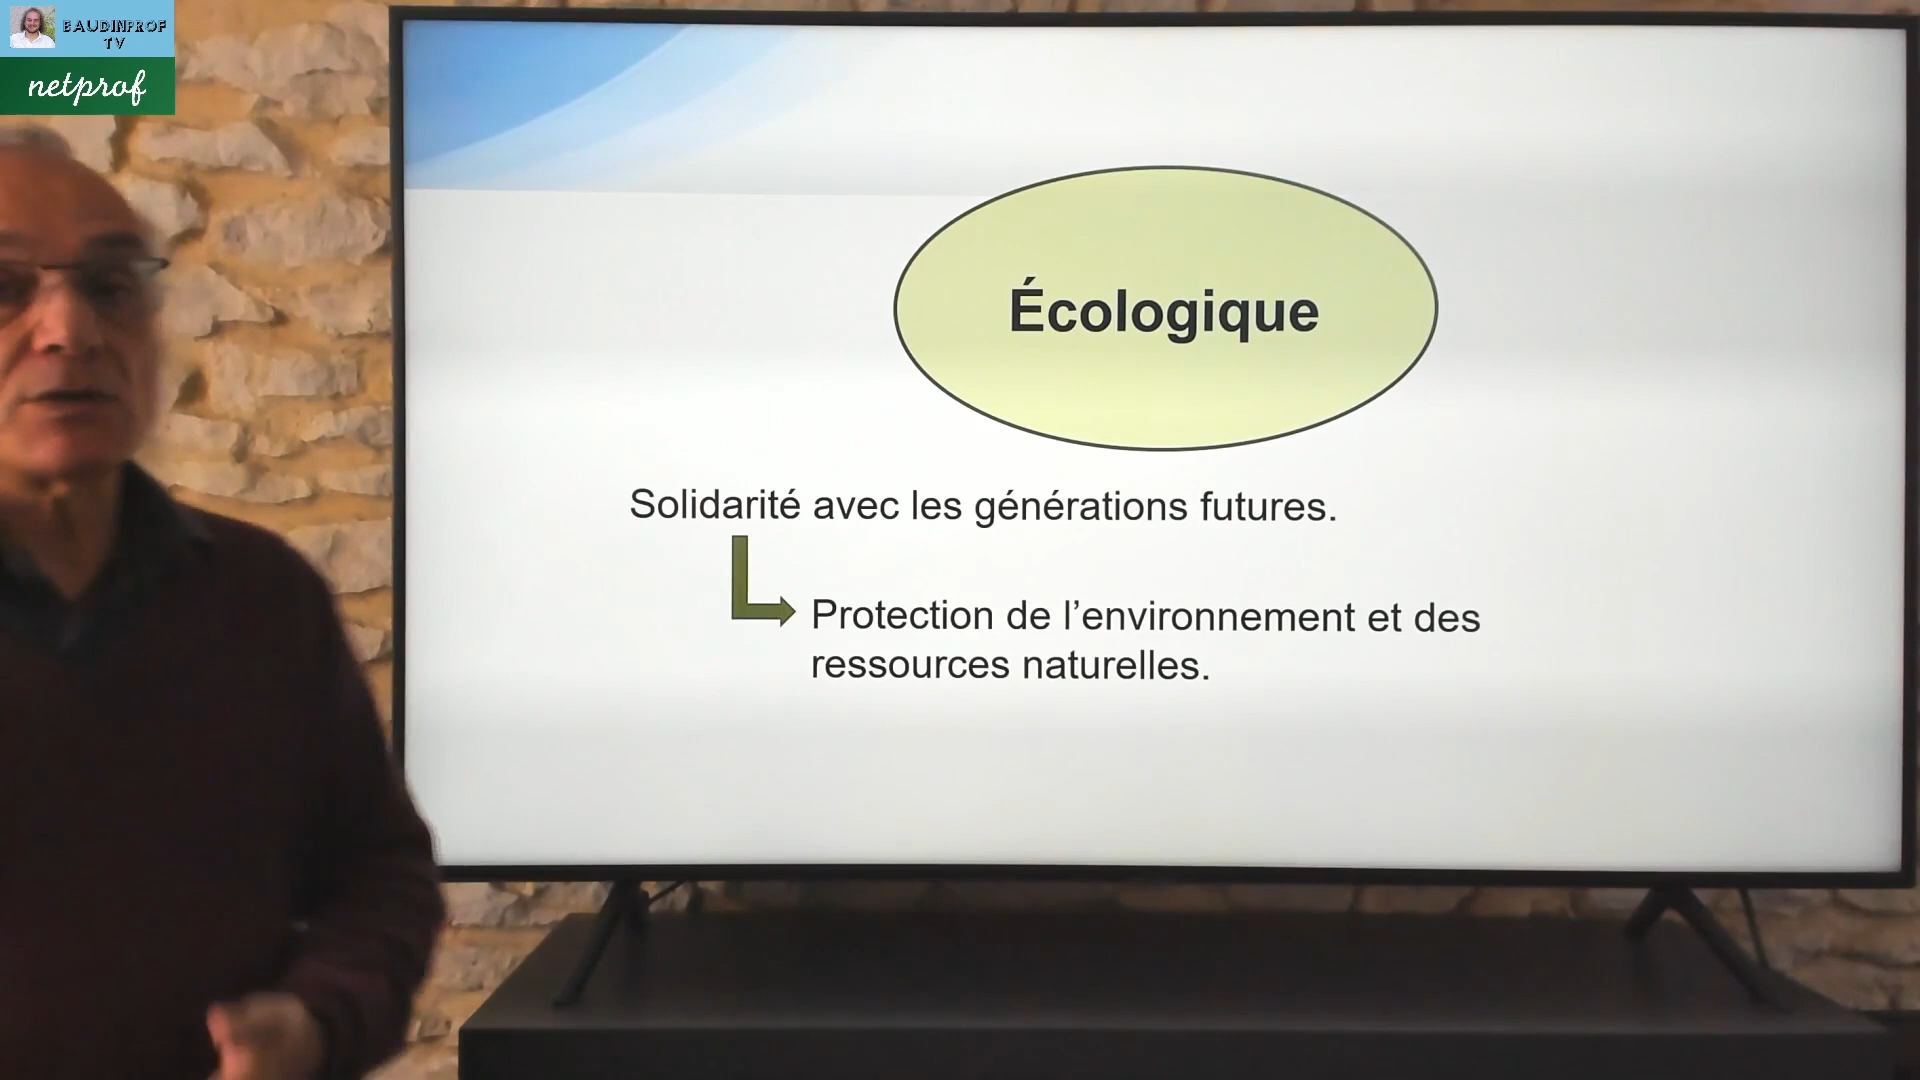 BAUDINPROF
TV
netprof
Écologique
Solidarité avec les générations futures.
Protection de l’environnement et des
ressources naturelles.